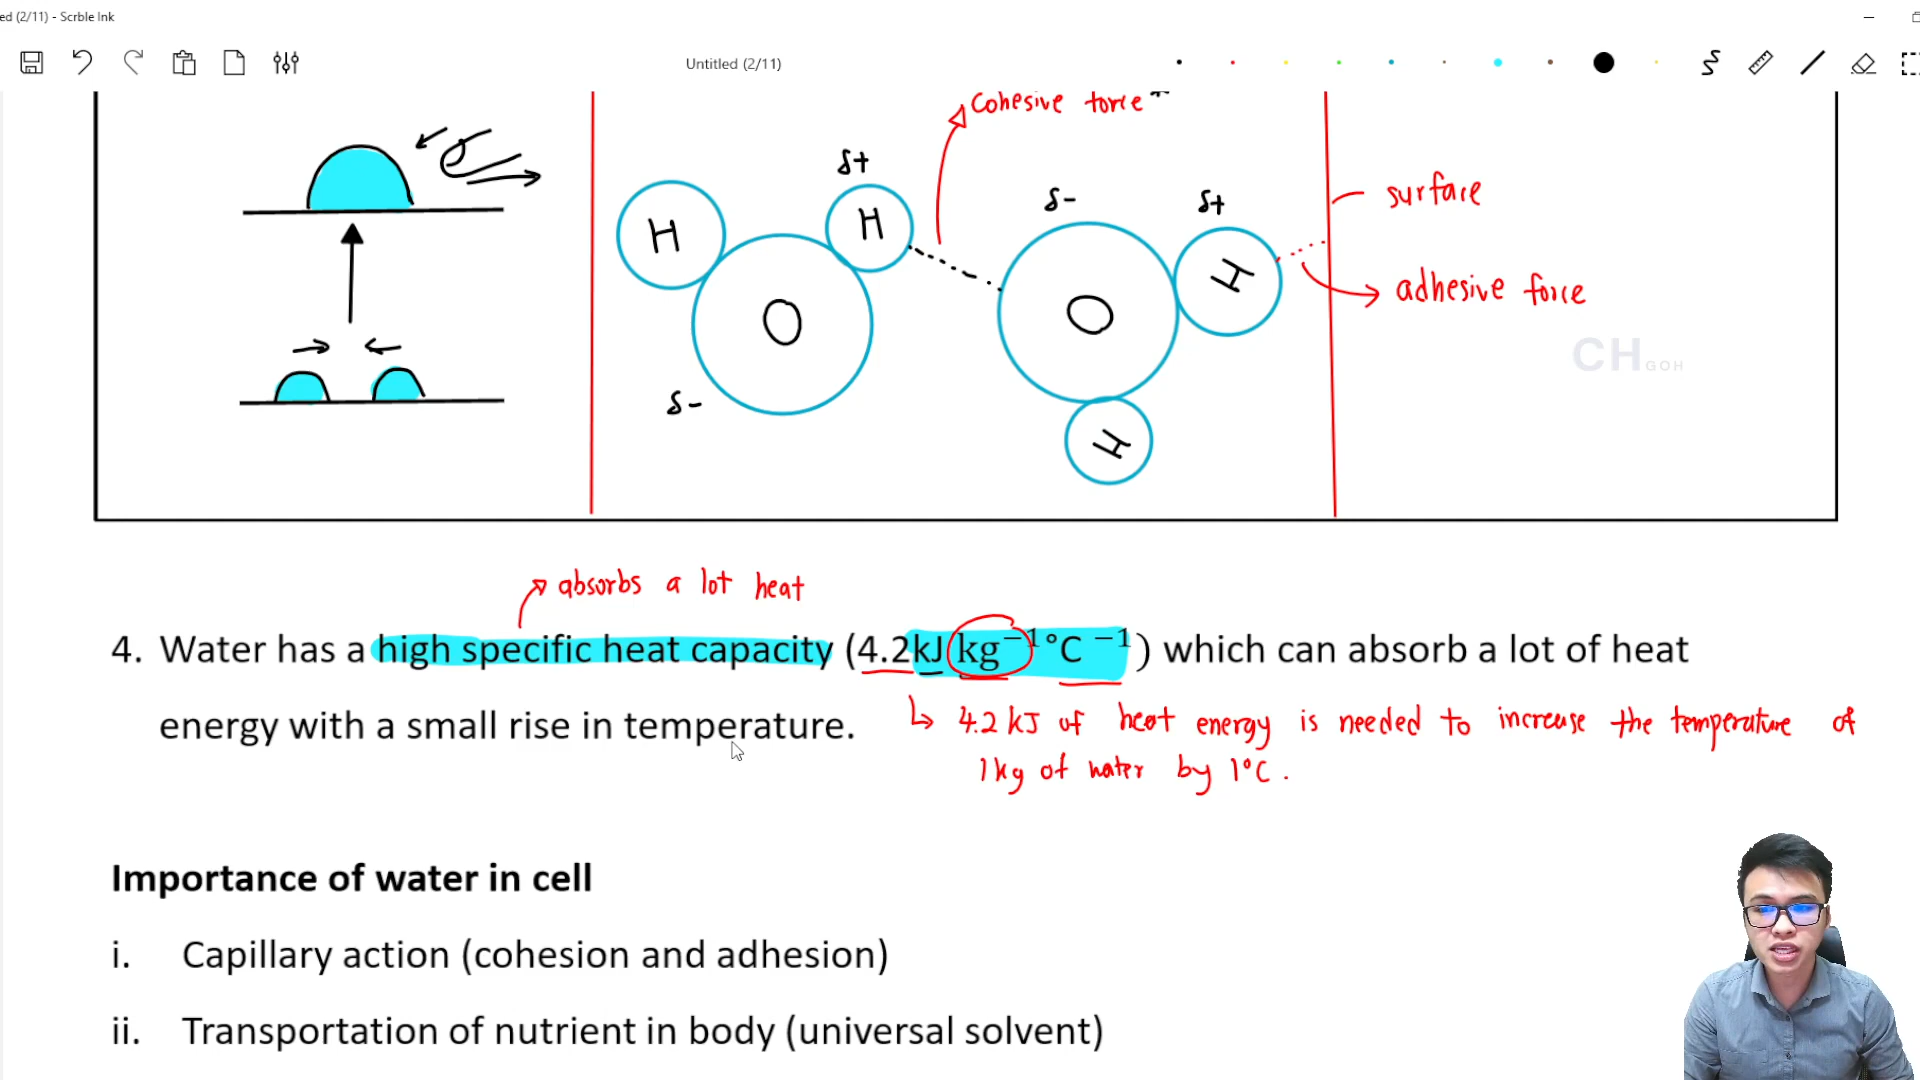 ed (2/11) - Scrble Ink
Untitled (2/11)
Cohesive force
δ+
H
H
O
δ-
δ-
δ+
H
O
H
surface
adhesive force
CH GOH
absorbs a lot heat
4. Water has a high specific heat capacity (4.2kJ kg⁻¹°C ⁻¹) which can absorb a lot of heat
energy with a small rise in temperature.
4.2 kJ of heat energy is needed to increase the temperature of
1kg of water by 1°C.
Importance of water in cell
i. Capillary action (cohesion and adhesion)
ii. Transportation of nutrient in body (universal solvent)